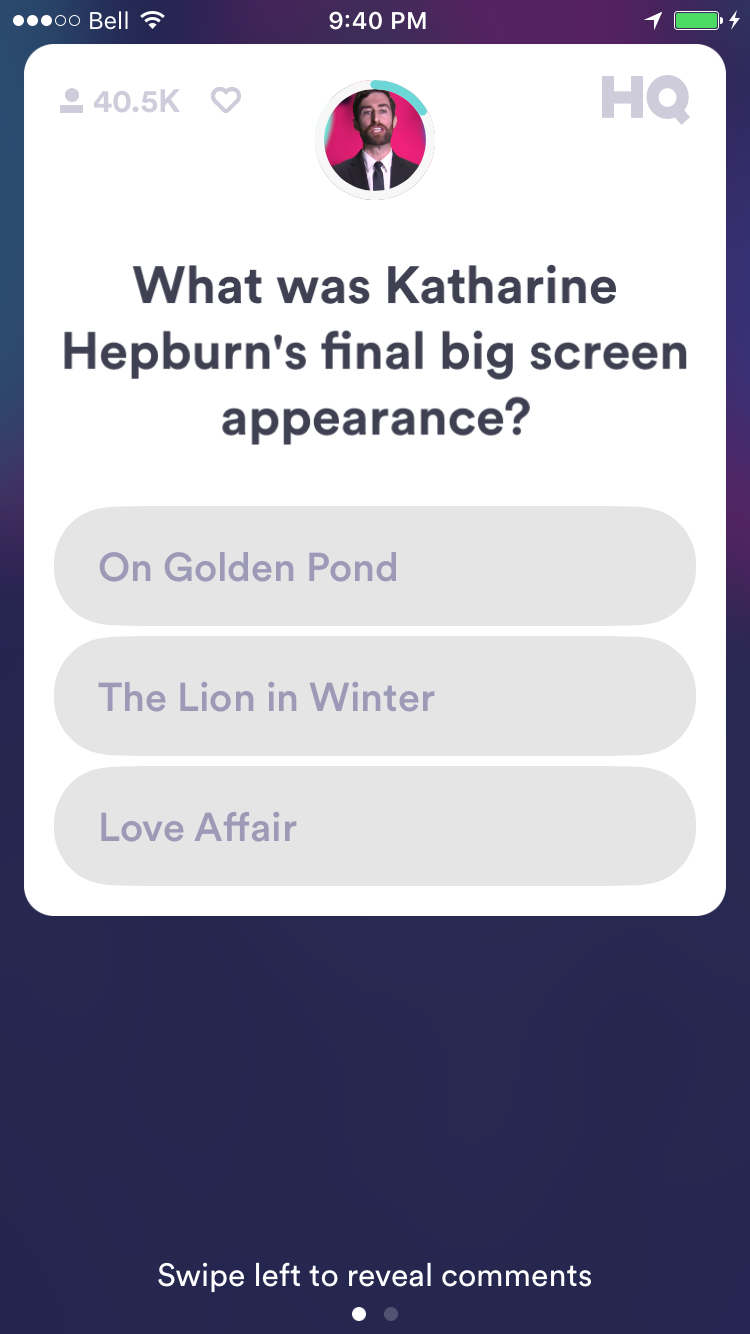 Bell 9:40 PM
40.5K HQ
What was Katharine
Hepburn's final big screen
appearance?
On Golden Pond
The Lion in Winter
Love Affair
Swipe left to reveal comments